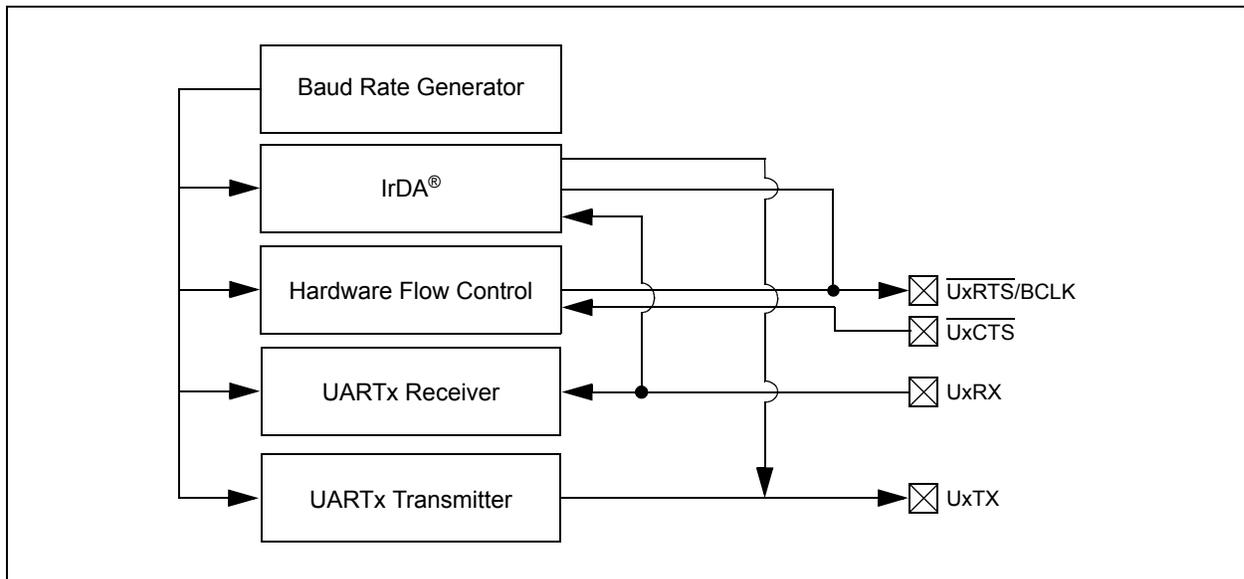 Baud Rate Generator
IrDA®
Hardware Flow Control
UxRTS/BCLK
UxCTS
UARTx Receiver
UxRX
UARTx Transmitter
UxTX